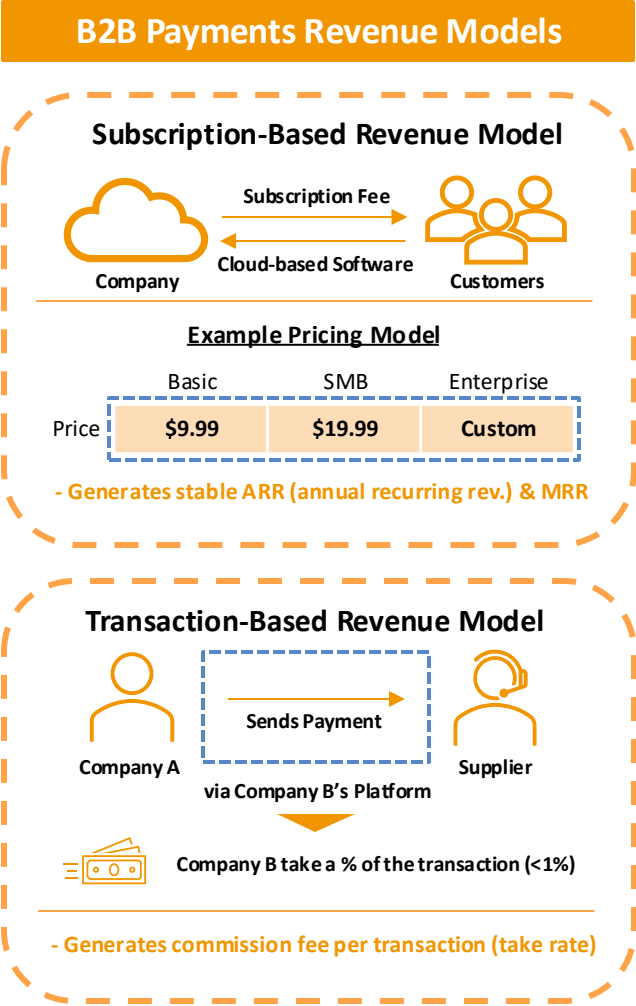 B2B Payments Revenue Models
Subscription-Based Revenue Model
Subscription Fee
Cloud-based Software
Company
Customers
Example Pricing Model
Basic SMB Enterprise
Price $9.99 $19.99 Custom
- Generates stable ARR (annual recurring rev.) & MRR
Transaction-Based Revenue Model
Sends Payment
Company A
Supplier
via Company B's Platform
Company B take a % of the transaction (<1%)
- Generates commission fee per transaction (take rate)